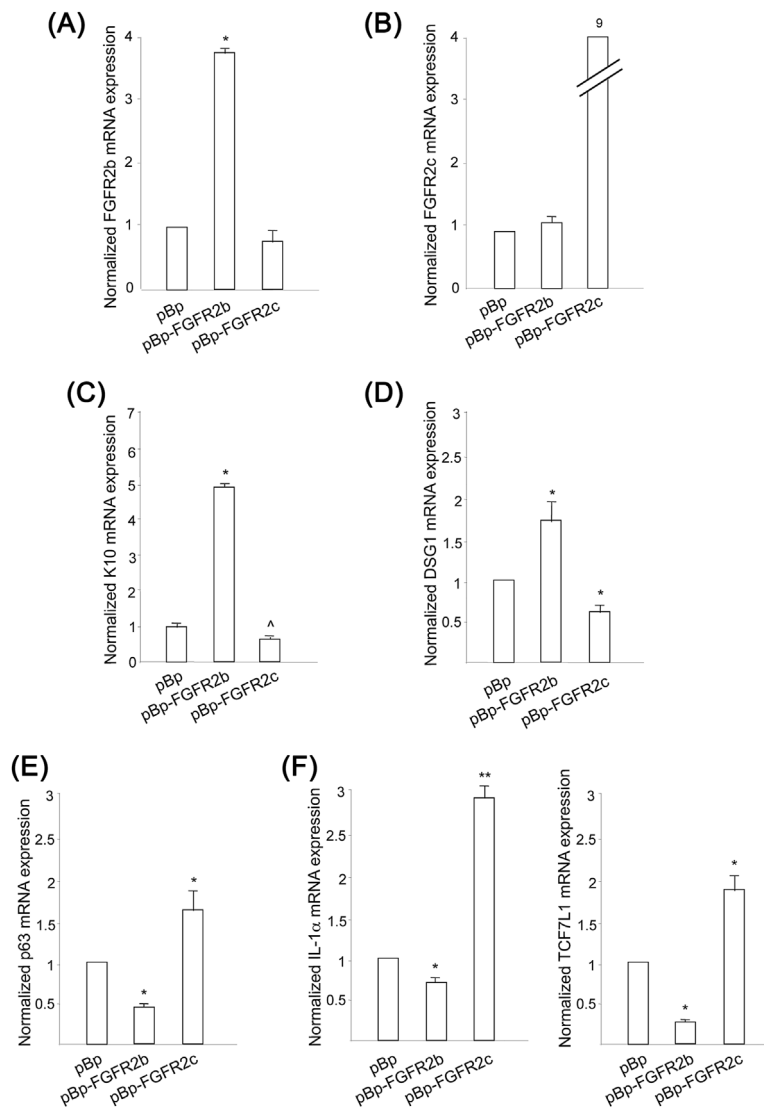 (A)
Normalized FGFR2b mRNA expression
4
3
2
1
0
*
pBp
pBp-FGFR2b
pBp-FGFR2c
(B)
Normalized FGFR2c mRNA expression
4
3
2
1
0
9
pBp
pBp-FGFR2b
pBp-FGFR2c
(C)
Normalized K10 mRNA expression
7
6
5
4
3
2
1
0
*
^
pBp
pBp-FGFR2b
pBp-FGFR2c
(D)
Normalized DSG1 mRNA expression
3
2.5
2
1.5
1
0.5
*
*
pBp
pBp-FGFR2b
pBp-FGFR2c
(E)
Normalized p63 mRNA expression
3
2.5
2
1.5
1
0.5
*
*
pBp
pBp-FGFR2b
pBp-FGFR2c
(F)
Normalized IL-1α mRNA expression
3
2.5
2
1.5
1
0.5
*
**
pBp
pBp-FGFR2b
pBp-FGFR2c
Normalized TCF7L1 mRNA expression
3
2.5
2
1.5
1
0.5
*
*
pBp
pBp-FGFR2b
pBp-FGFR2c